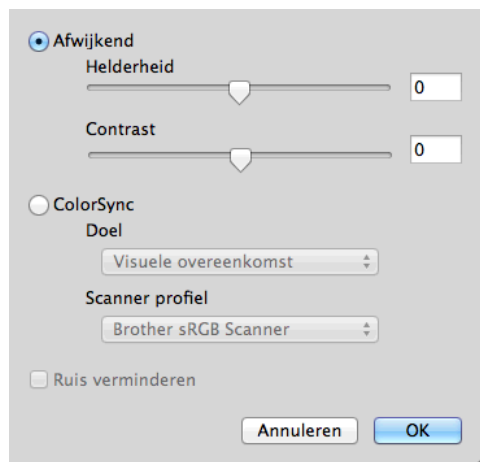 Afwijkend
Helderheid
0
Contrast
0
ColorSync
Doel
Visuele overeenkomst
Scanner profiel
Brother sRGB Scanner
Ruis verminderen
Annuleren OK